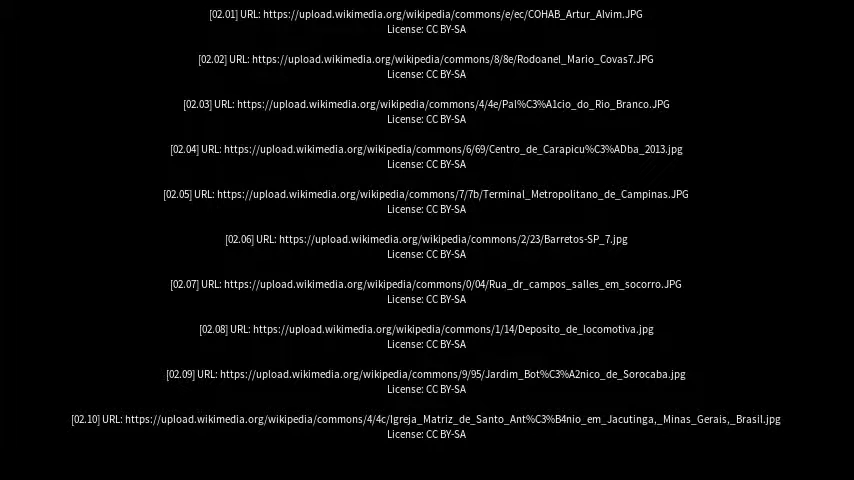 [02.01] URL: https://upload.wikimedia.org/wikipedia/commons/e/ec/COHAB_Artur_Alvim.JPG
License: CC BY-SA
[02.02] URL: https://upload.wikimedia.org/wikipedia/commons/8/8e/Rodoanel_Mario_Covas7.JPG
License: CC BY-SA
[02.03] URL: https://upload.wikimedia.org/wikipedia/commons/4/4e/Pal%C3%A1cio_do_Rio_Branco.JPG
License: CC BY-SA
[02.04] URL: https://upload.wikimedia.org/wikipedia/commons/6/69/Centro_de_Carapicu%C3%ADba_2013.jpg
License: CC BY-SA
[02.05] URL: https://upload.wikimedia.org/wikipedia/commons/7/7b/Terminal_Metropolitano_de_Campinas.JPG
License: CC BY-SA
[02.06] URL: https://upload.wikimedia.org/wikipedia/commons/2/23/Barretos-SP_7.jpg
License: CC BY-SA
[02.07] URL: https://upload.wikimedia.org/wikipedia/commons/0/04/Rua_dr_campos_salles_em_socorro.JPG
License: CC BY-SA
[02.08] URL: https://upload.wikimedia.org/wikipedia/commons/1/14/Deposito_de_locomotiva.jpg
License: CC BY-SA
[02.09] URL: https://upload.wikimedia.org/wikipedia/commons/9/95/Jardim_Bot%C3%A2nico_de_Sorocaba.jpg
License: CC BY-SA
[02.10] URL: https://upload.wikimedia.org/wikipedia/commons/4/4c/Igreja_Matriz_de_Santo_Ant%C3%B4nio_em_Jacutinga,_Minas_Gerais,_Brasil.jpg
License: CC BY-SA